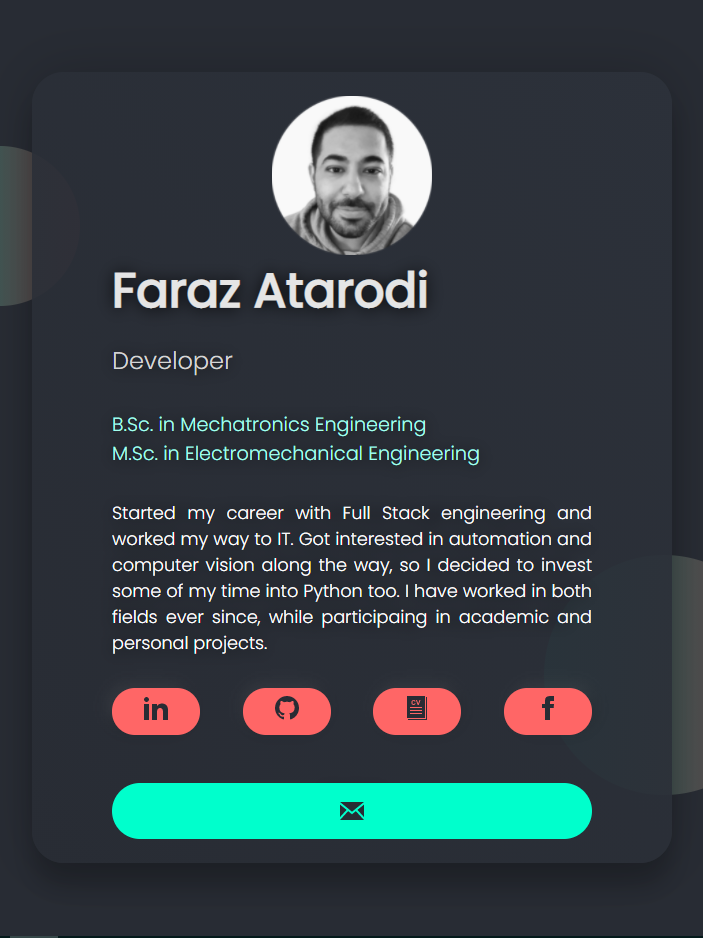 Faraz Atarodi
Developer
B.Sc. in Mechatronics Engineering
M.Sc. in Electromechanical Engineering
Started my career with Full Stack engineering and
worked my way to IT. Got interested in automation and
computer vision along the way, so I decided to invest
some of my time into Python too. I have worked in both
fields ever since, while participaing in academic and
personal projects.
in
CV
f